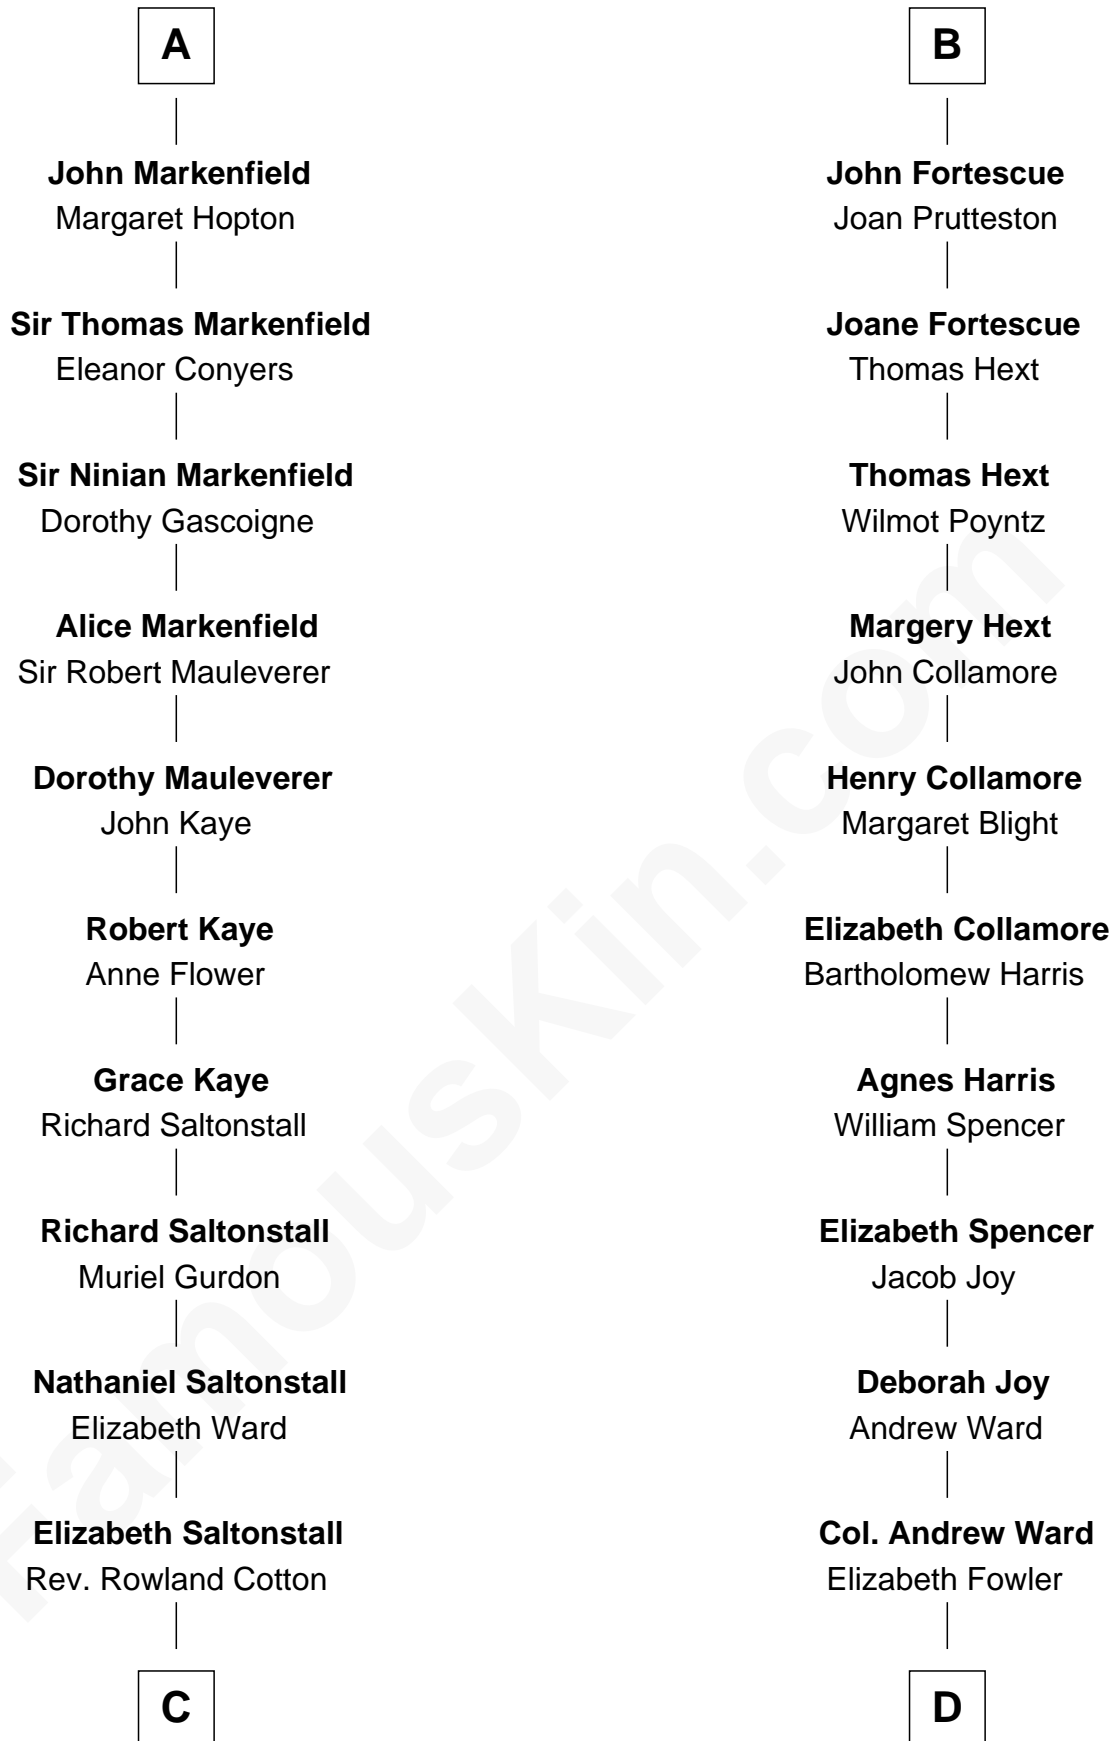 A
John Markenfield
Margaret Hopton
Sir Thomas Markenfield
Eleanor Conyers
Sir Ninian Markenfield
Dorothy Gascoigne
Alice Markenfield
Sir Robert Mauleverer
Dorothy Mauleverer
John Kaye
Robert Kaye
Anne Flower
Grace Kaye
Richard Saltonstall
Richard Saltonstall
Muriel Gurdon
Nathaniel Saltonstall
Elizabeth Ward
Elizabeth Saltonstall
Rev. Rowland Cotton
C
B
John Fortescue
Joan Prutteston
Joane Fortescue
Thomas Hext
Thomas Hext
Wilmot Poyntz
Margery Hext
John Collamore
Henry Collamore
Margaret Blight
Elizabeth Collamore
Bartholomew Harris
Agnes Harris
William Spencer
Elizabeth Spencer
Jacob Joy
Deborah Joy
Andrew Ward
Col. Andrew Ward
Elizabeth Fowler
D
FamousKin.com